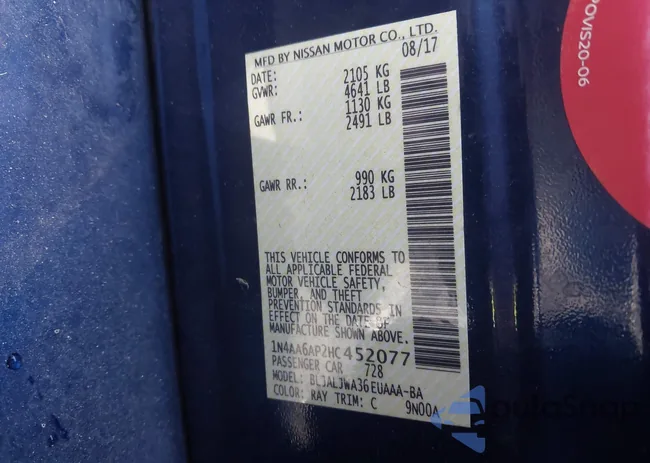 MFD BY NISSAN MOTOR CO., LTD.
DATE: 08/17
GVWR: 2105 KG
4641 LB
GAWR FR.: 1130 KG
2491 LB
GAWR RR.: 990 KG
2183 LB
THIS VEHICLE CONFORMS TO
ALL APPLICABLE FEDERAL
MOTOR VEHICLE SAFETY,
BUMPER, AND THEFT
PREVENTION STANDARDS IN
EFFECT ON THE DATE OF
MANUFACTURE SHOWN ABOVE.
1N4AA6AP2HC452077
PASSENGER CAR 728
MODEL: BLJALJWA36EUAAA-BA
COLOR: RAY TRIM: C 9N00A
POVIS20-06